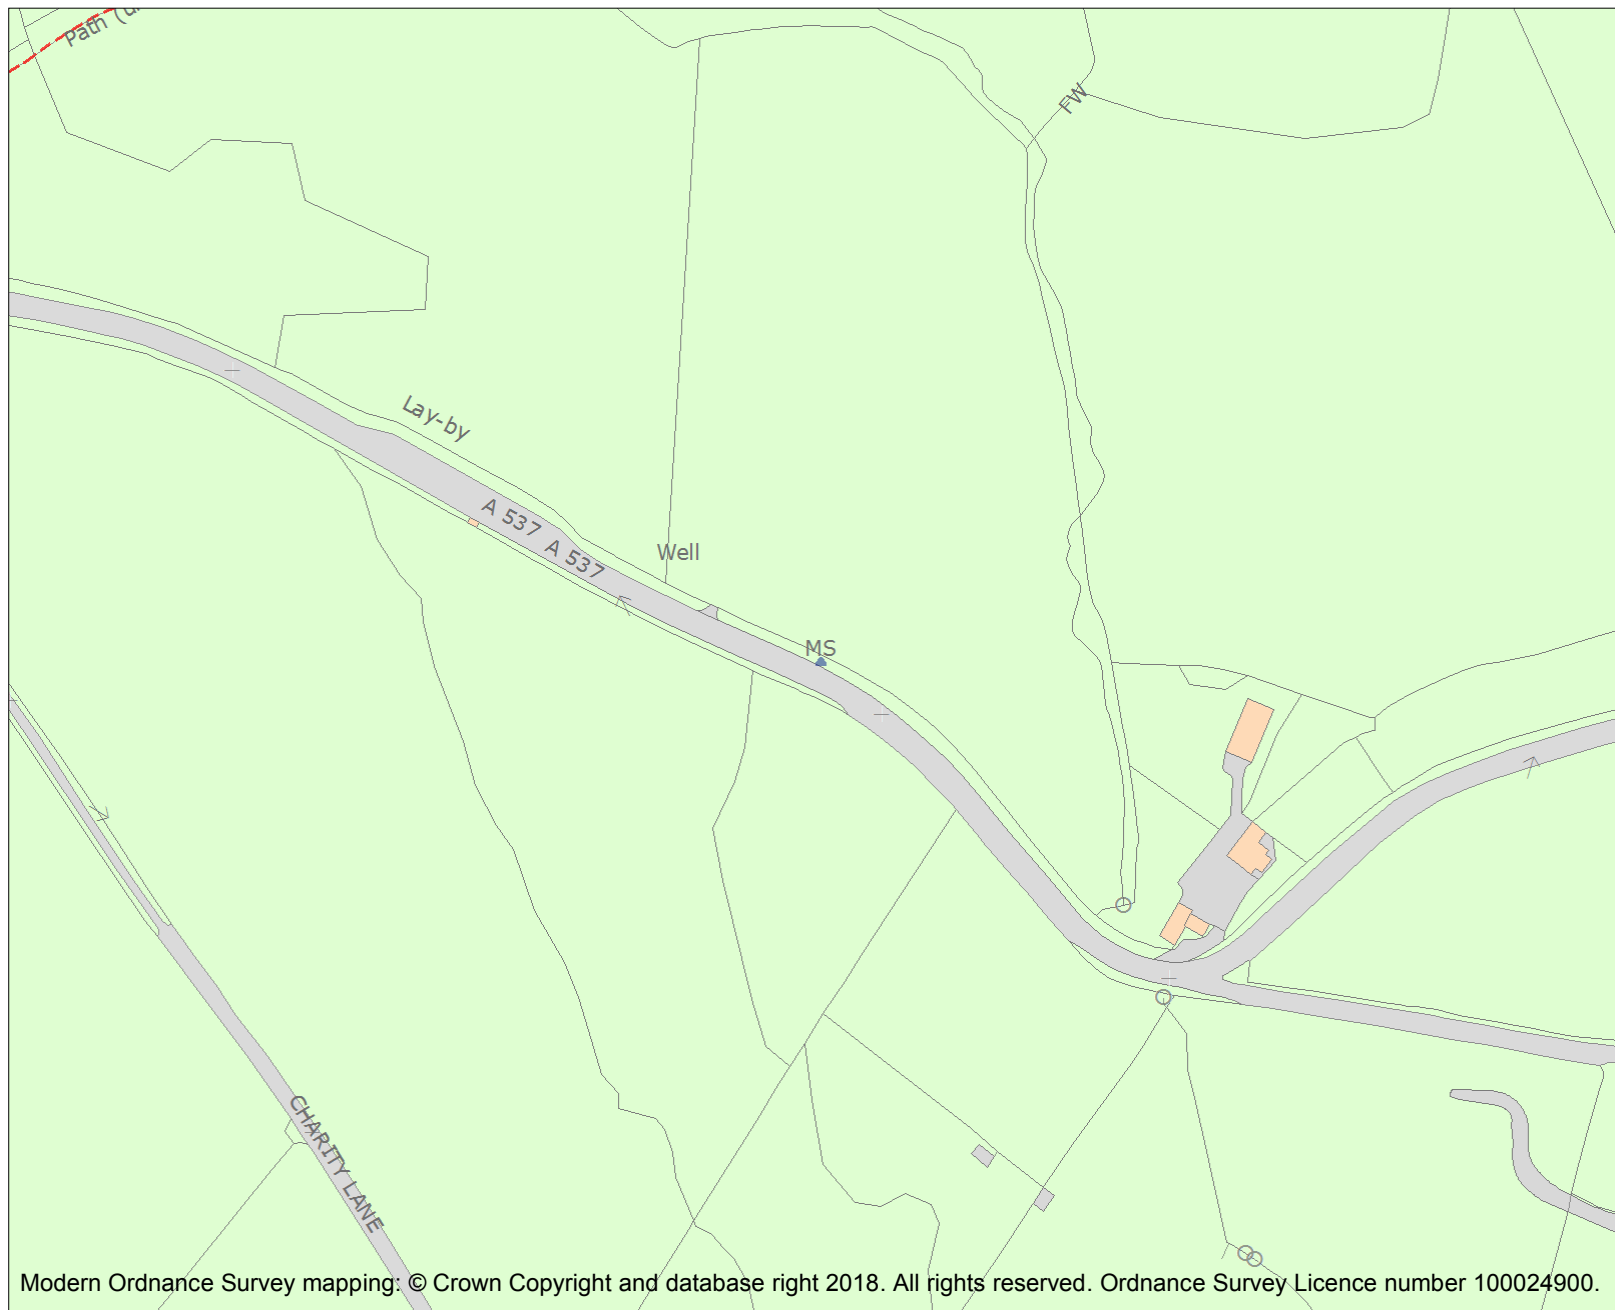 Path (u
FW
Lay-by
A 537 A 537
Well
MS
CHARITY LANE
Modern Ordnance Survey mapping: © Crown Copyright and database right 2018. All rights reserved. Ordnance Survey Licence number 100024900.